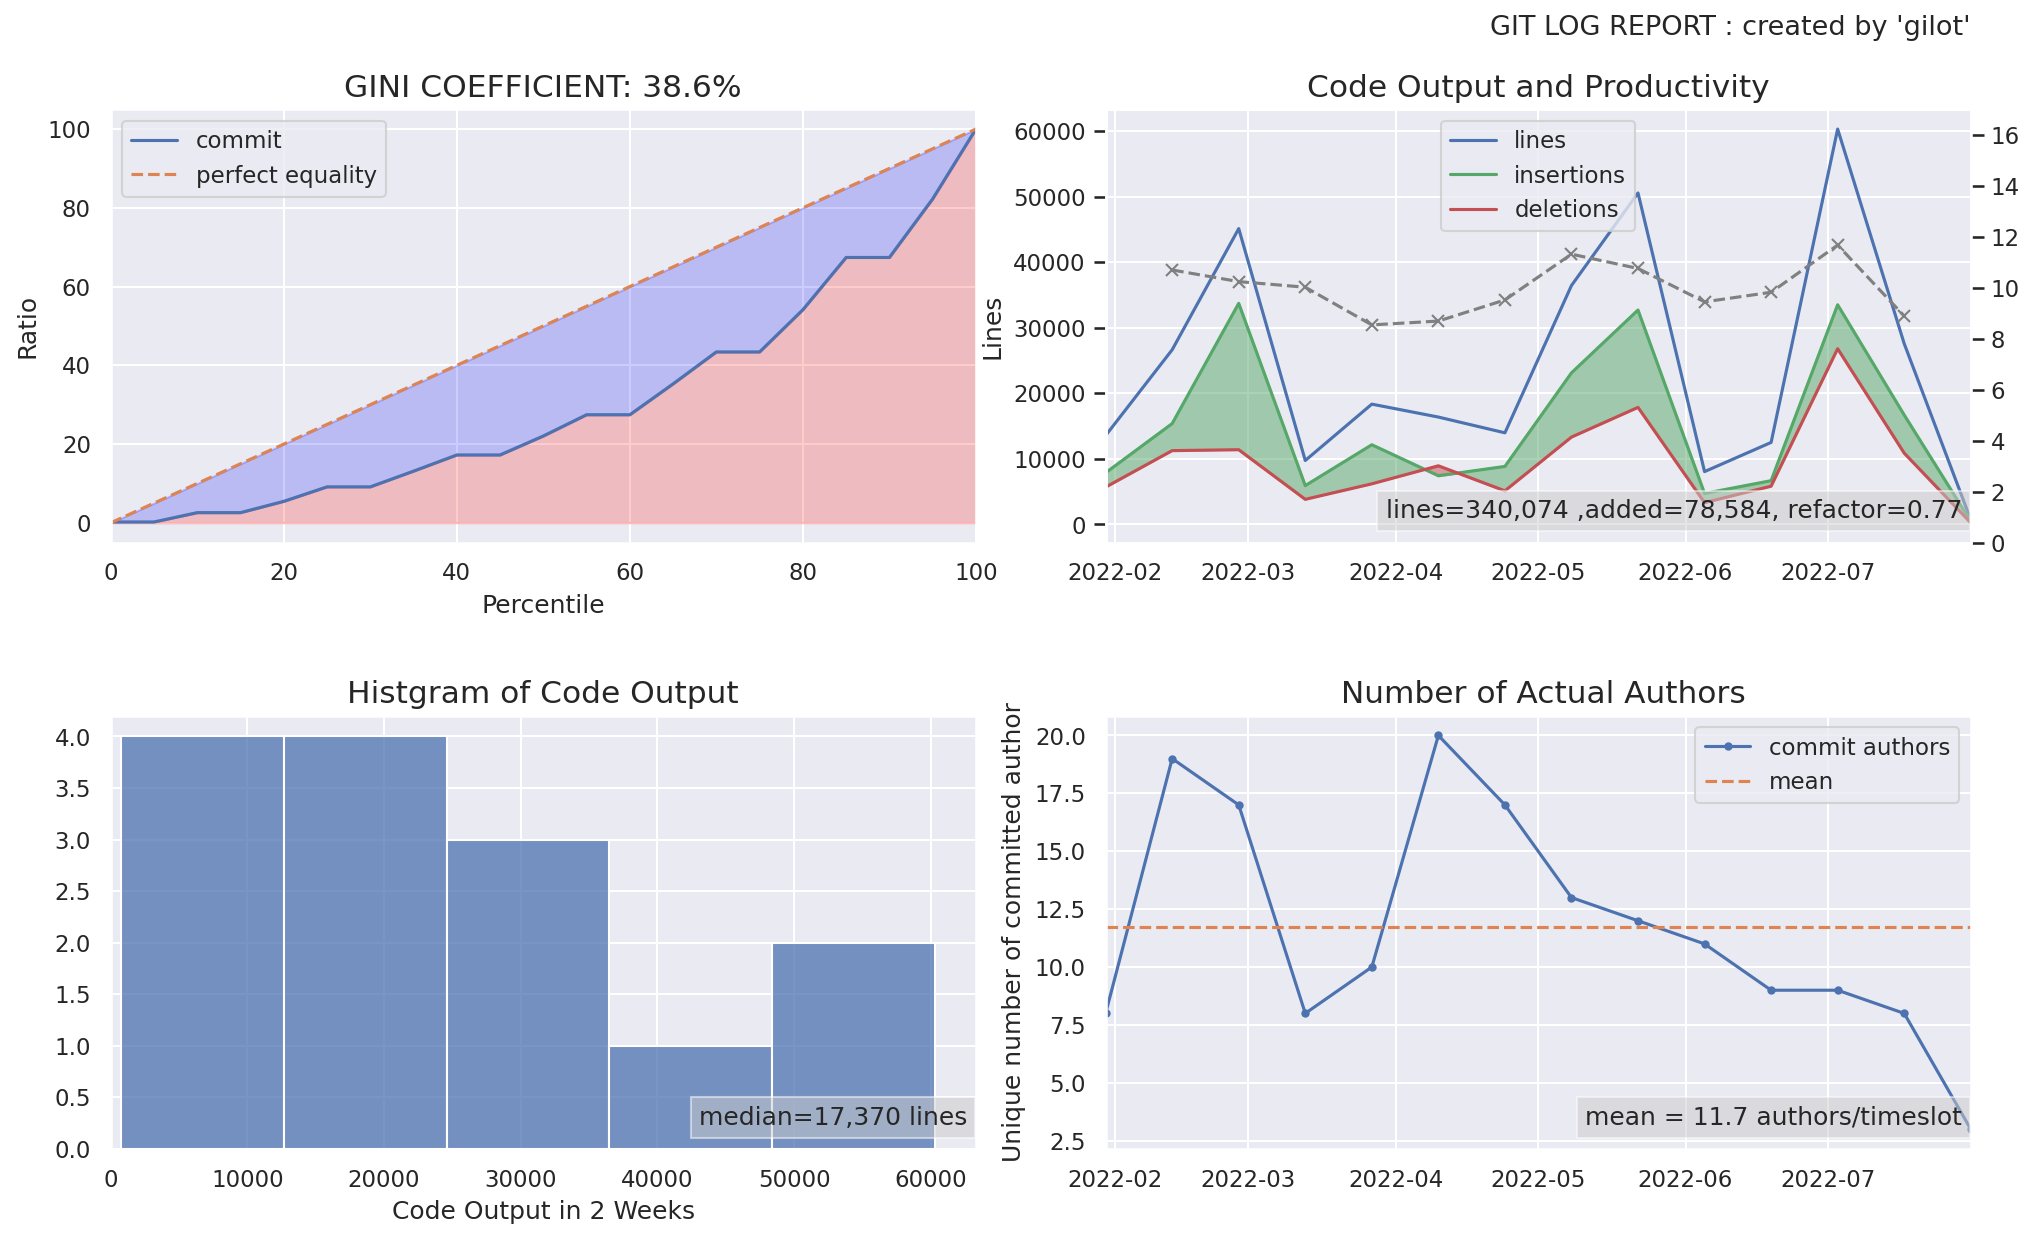 GIT LOG REPORT : created by 'gilot'
GINI COEFFICIENT: 38.6%
100
80
60
40
20
0
Ratio
commit
perfect equality
0 20 40 60 80 100
Percentile
Code Output and Productivity
60000
50000
40000
30000
20000
10000
0
Lines
lines
insertions
deletions
16
14
12
10
8
6
4
2
0
lines=340,074 ,added=78,584, refactor=0.77
2022-02 2022-03 2022-04 2022-05 2022-06 2022-07
Histgram of Code Output
4.0
3.5
3.0
2.5
2.0
1.5
1.0
0.5
0.0
median=17,370 lines
0 10000 20000 30000 40000 50000 60000
Code Output in 2 Weeks
Number of Actual Authors
20.0
17.5
15.0
12.5
10.0
7.5
5.0
2.5
Unique number of committed author
commit authors
mean
mean = 11.7 authors/timeslot
2022-02 2022-03 2022-04 2022-05 2022-06 2022-07